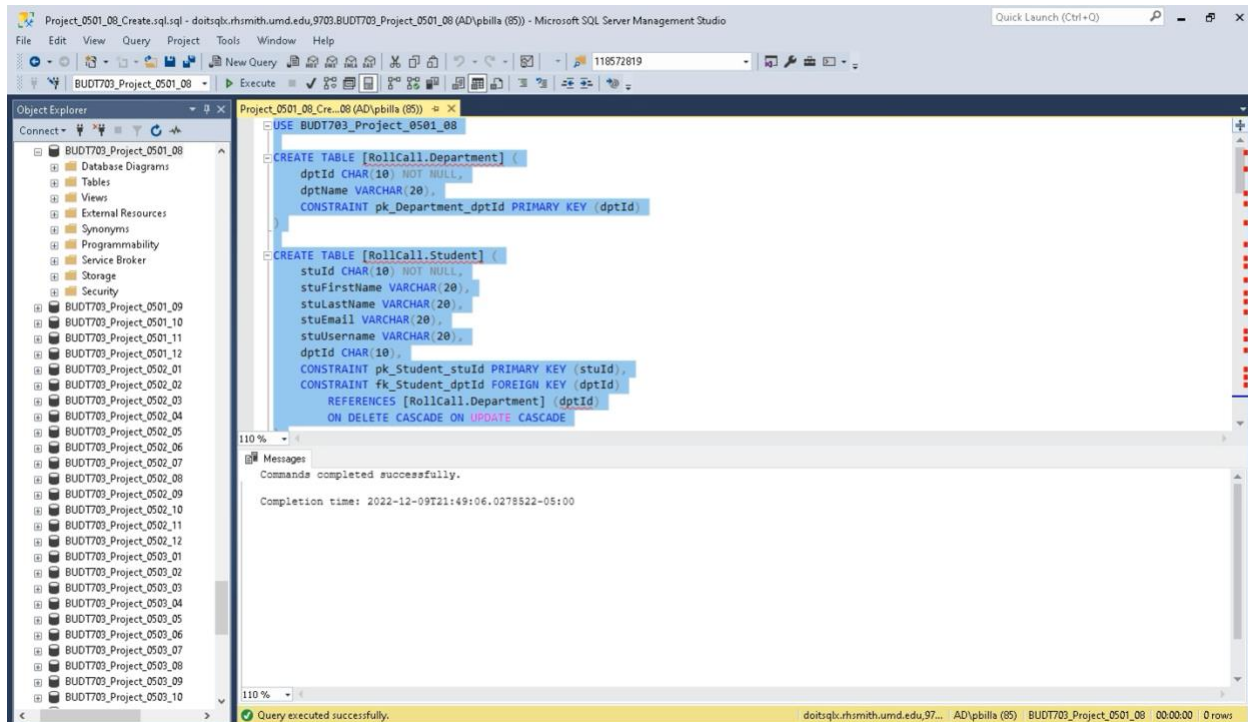 Project_0501_08_Create.sql.sql - doitsqlx.rhsmith.umd.edu,9703.BUDT703_Project_0501_08 (AD\pbilla (85)) - Microsoft SQL Server Management Studio
Quick Launch (Ctrl+Q)
File Edit View Query Project Tools Window Help
New Query
118572819
BUDT703_Project_0501_08
Execute
Object Explorer
Connect
BUDT703_Project_0501_08
Database Diagrams
Tables
Views
External Resources
Synonyms
Programmability
Service Broker
Storage
Security
BUDT703_Project_0501_09
BUDT703_Project_0501_10
BUDT703_Project_0501_11
BUDT703_Project_0501_12
BUDT703_Project_0502_01
BUDT703_Project_0502_02
BUDT703_Project_0502_03
BUDT703_Project_0502_04
BUDT703_Project_0502_05
BUDT703_Project_0502_06
BUDT703_Project_0502_07
BUDT703_Project_0502_08
BUDT703_Project_0502_09
BUDT703_Project_0502_10
BUDT703_Project_0502_11
BUDT703_Project_0502_12
BUDT703_Project_0503_01
BUDT703_Project_0503_02
BUDT703_Project_0503_03
BUDT703_Project_0503_04
BUDT703_Project_0503_05
BUDT703_Project_0503_06
BUDT703_Project_0503_07
BUDT703_Project_0503_08
BUDT703_Project_0503_09
BUDT703_Project_0503_10
Project_0501_08_Cre...08 (AD\pbilla (85))
USE BUDT703_Project_0501_08
CREATE TABLE [RollCall.Department] (
dptId CHAR(10) NOT NULL,
dptName VARCHAR(20),
CONSTRAINT pk_Department_dptId PRIMARY KEY (dptId)
)
CREATE TABLE [RollCall.Student] (
stuId CHAR(10) NOT NULL,
stuFirstName VARCHAR(20),
stuLastName VARCHAR(20),
stuEmail VARCHAR(20),
stuUsername VARCHAR(20),
dptId CHAR(10),
CONSTRAINT pk_Student_stuId PRIMARY KEY (stuId),
CONSTRAINT fk_Student_dptId FOREIGN KEY (dptId)
REFERENCES [RollCall.Department] (dptId)
ON DELETE CASCADE ON UPDATE CASCADE
110 %
Messages
Commands completed successfully.
Completion time: 2022-12-09T21:49:06.0278522-05:00
110 %
Query executed successfully.
doitsqlx.rhsmith.umd.edu,97... AD\pbilla (85) BUDT703_Project_0501_08 00:00:00 0 rows